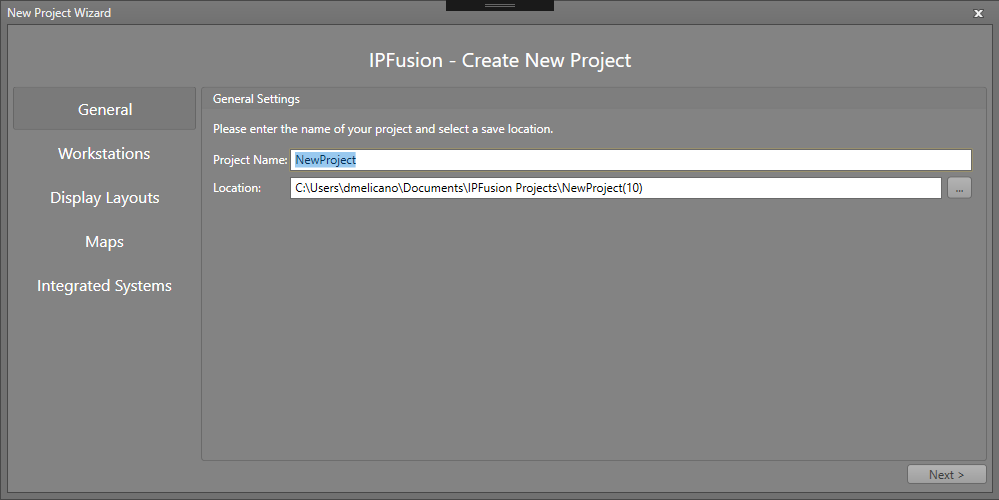 New Project Wizard
x
IPFusion - Create New Project
General
Workstations
Display Layouts
Maps
Integrated Systems
General Settings
Please enter the name of your project and select a save location.
Project Name: NewProject
Location: C:\Users\dmelicano\Documents\IPFusion Projects\NewProject(10) ...
Next >